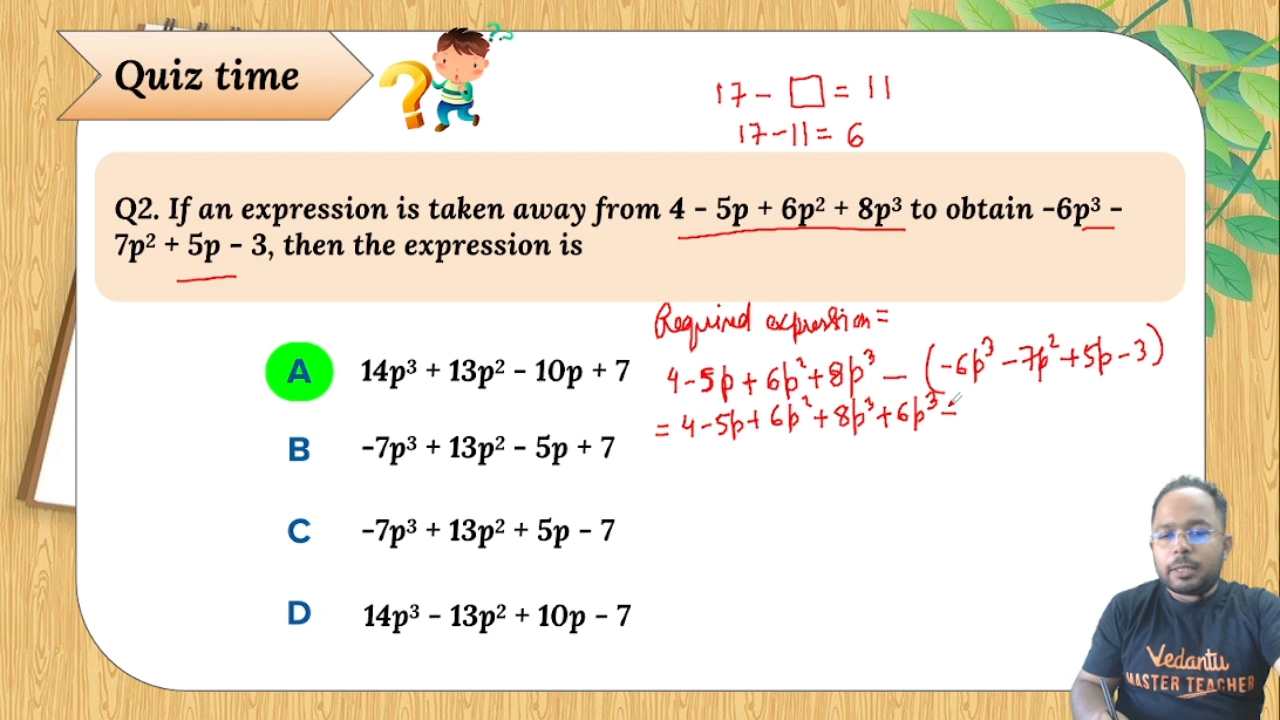 Quiz time
17 - □ = 11
17-11 = 6
Q2. If an expression is taken away from 4 - 5p + 6p² + 8p³ to obtain -6p³ -
7p² + 5p - 3, then the expression is
Required expression =
A 14p³ + 13p² - 10p + 7
4-5p + 6p² + 8p³ - (-6p³ - 7p² + 5p - 3)
= 4-5p + 6p² + 8p³ + 6p³ -
B -7p³ + 13p² - 5p + 7
C -7p³ + 13p² + 5p - 7
D 14p³ - 13p² + 10p - 7
Vedantu
MASTER TEACHER